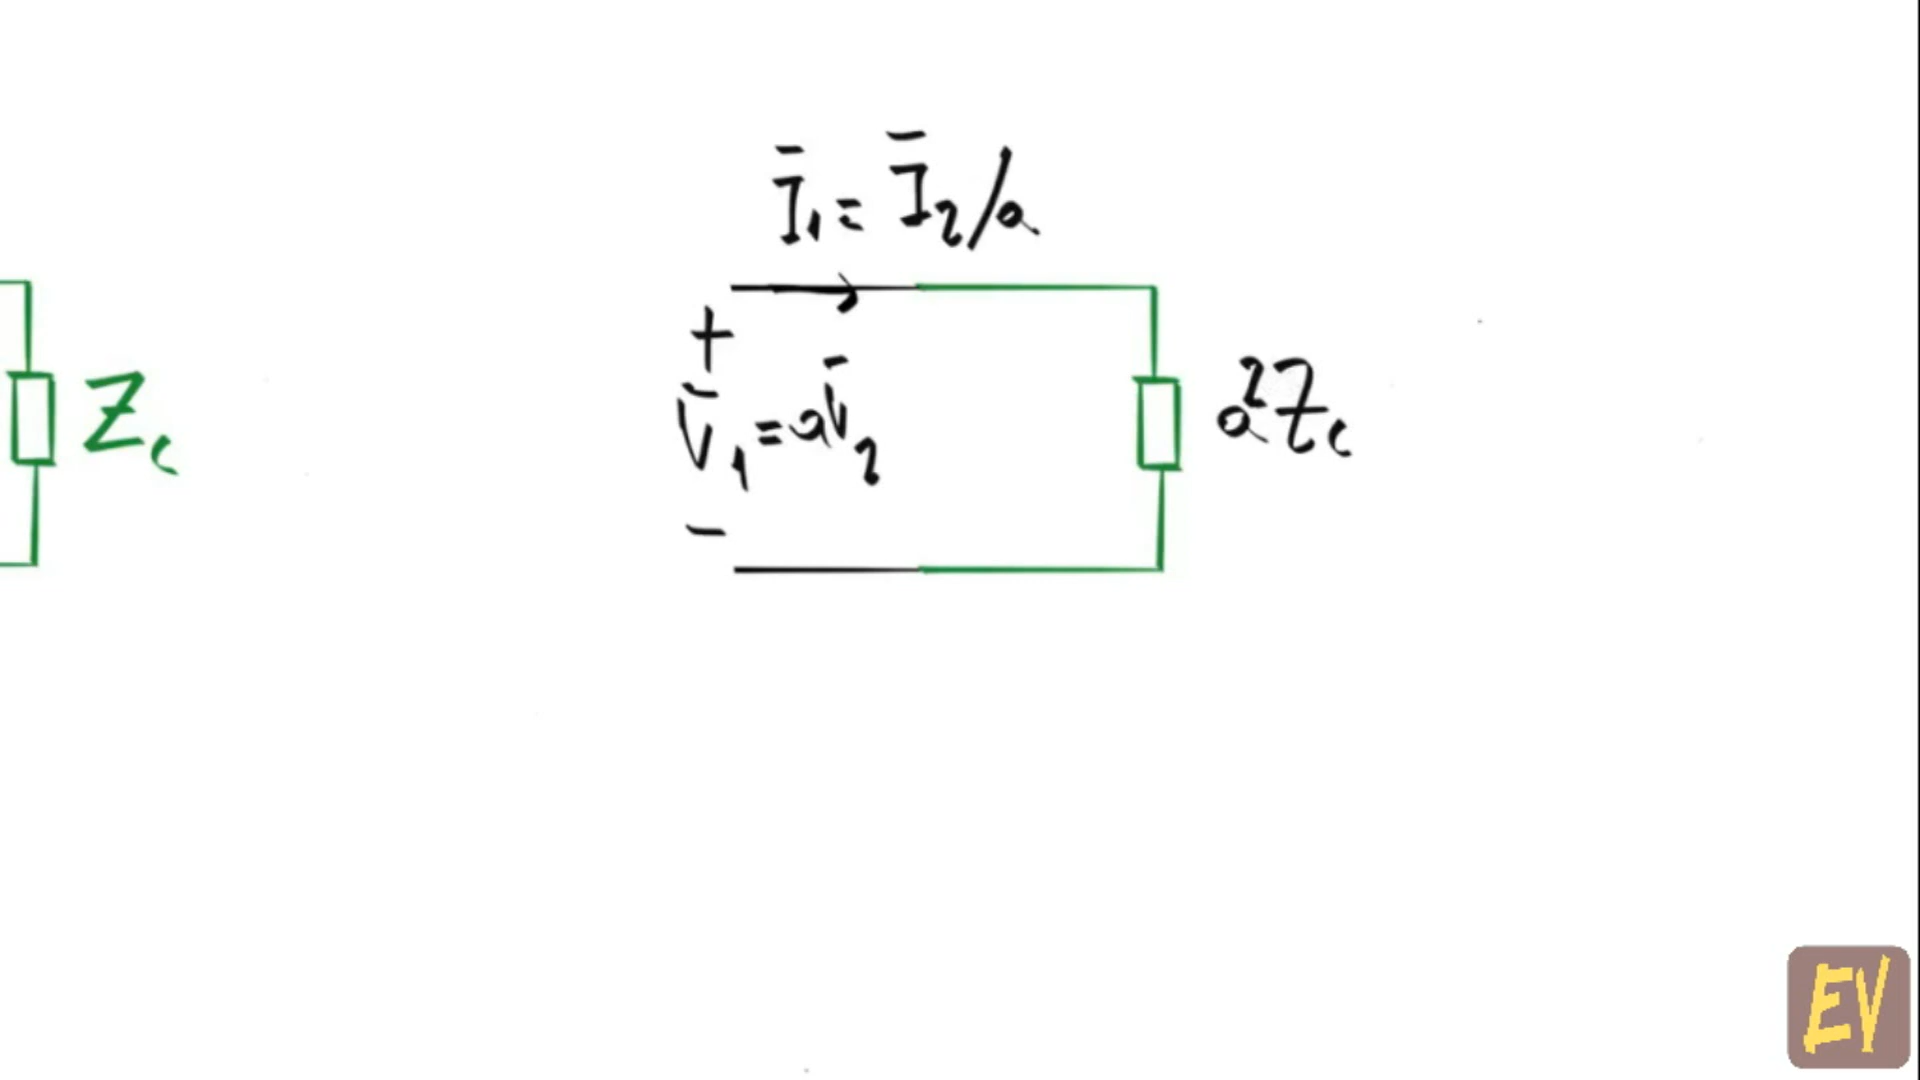 Ī₁ = Ī₂/a
+
V̄₁ = aV̄₂
−
Z_c
a²Z_c
EV